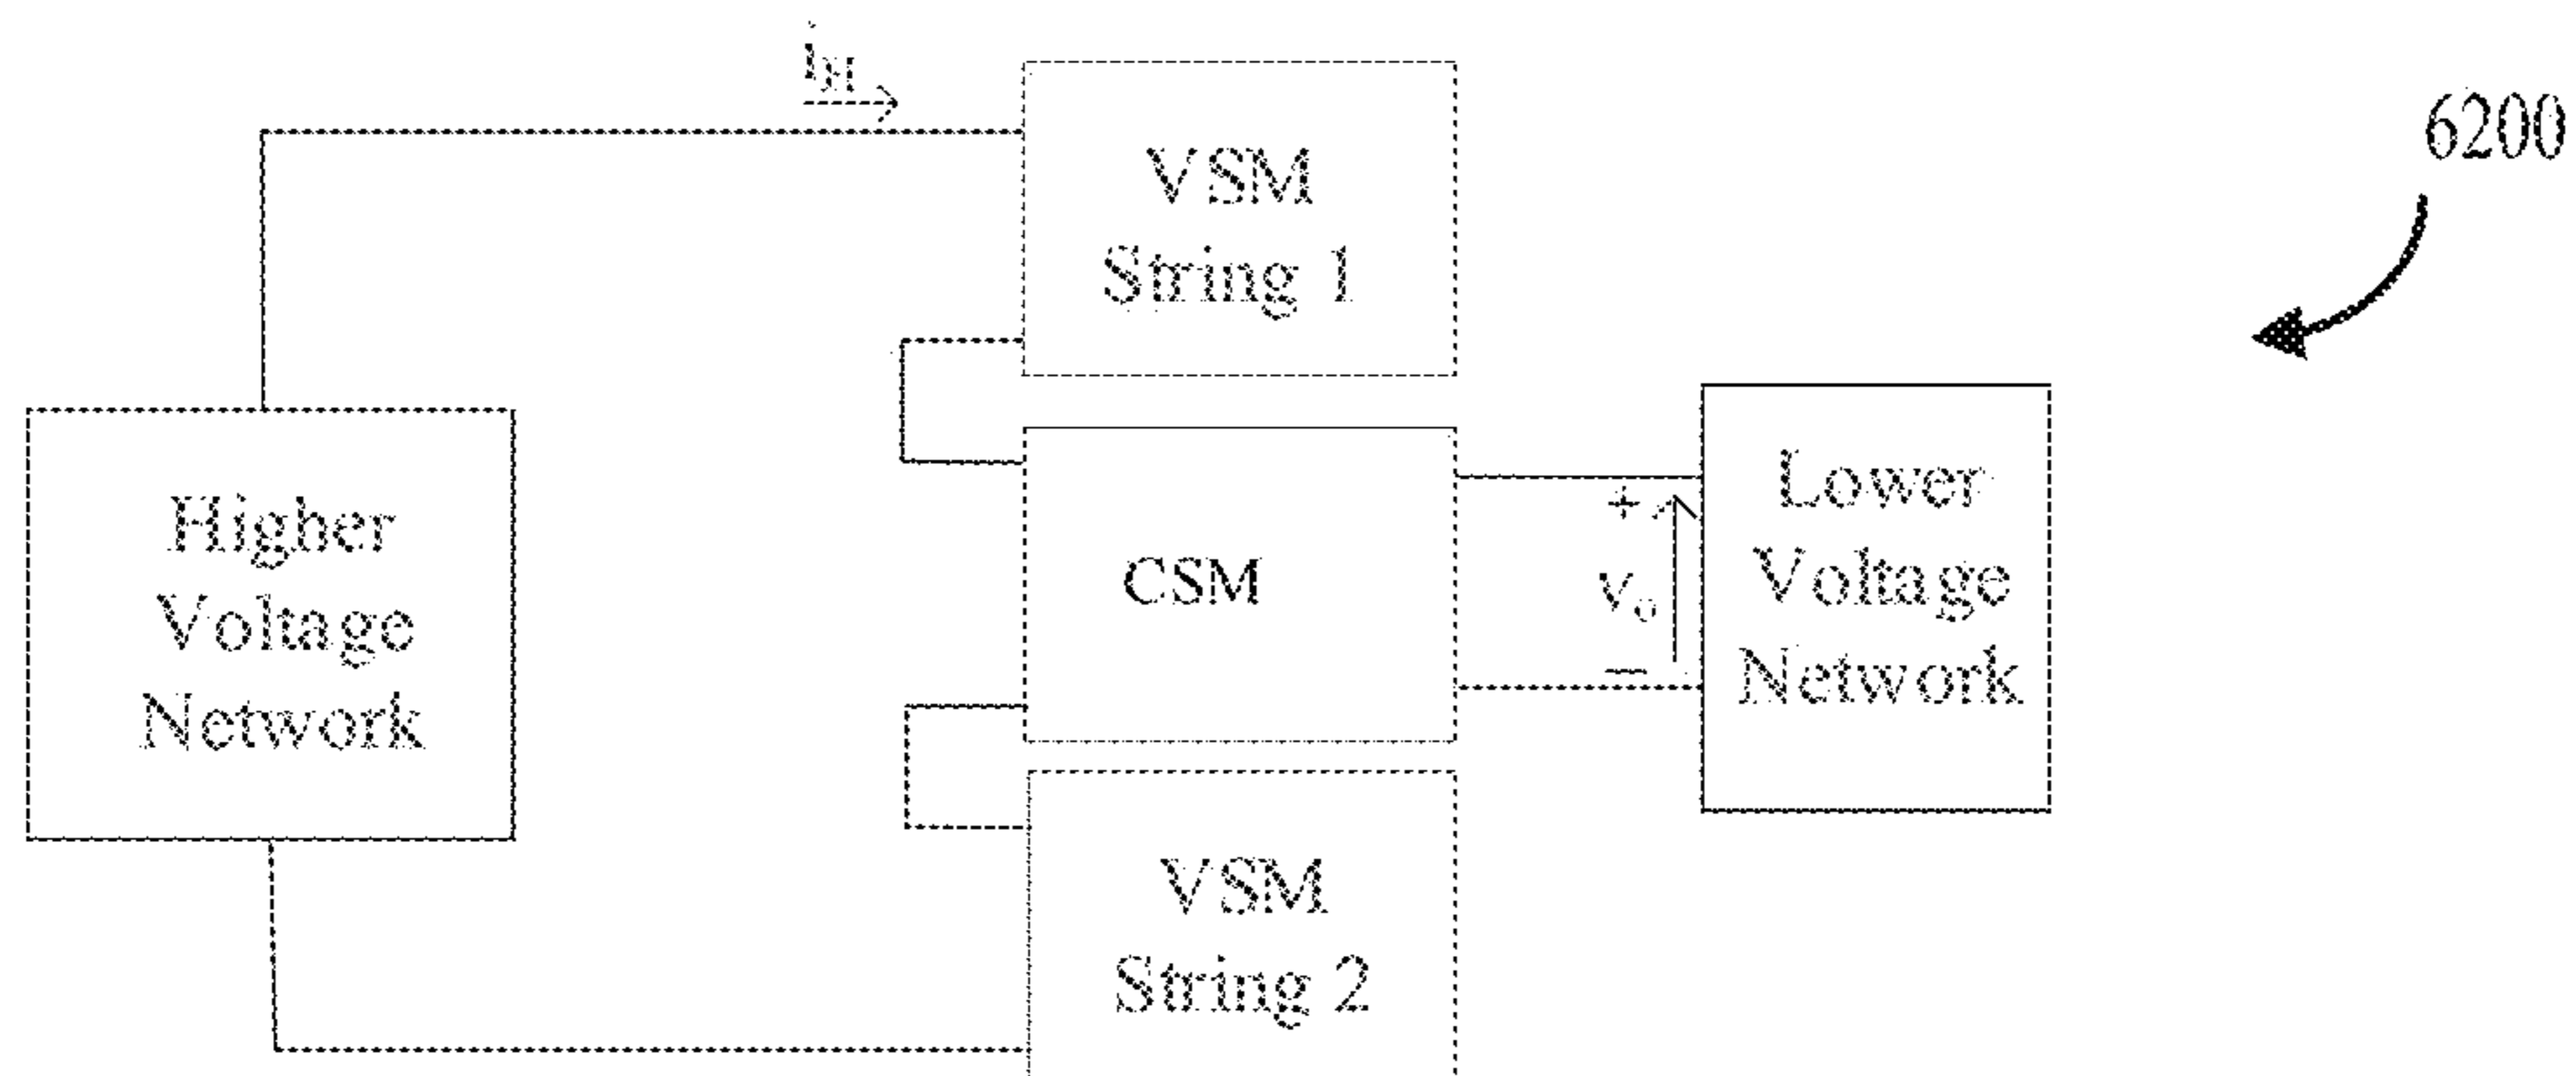 i_H
6200
VSM
String 1
Higher
Voltage
Network
CSM
+
v_o
−
Lower
Voltage
Network
VSM
String 2